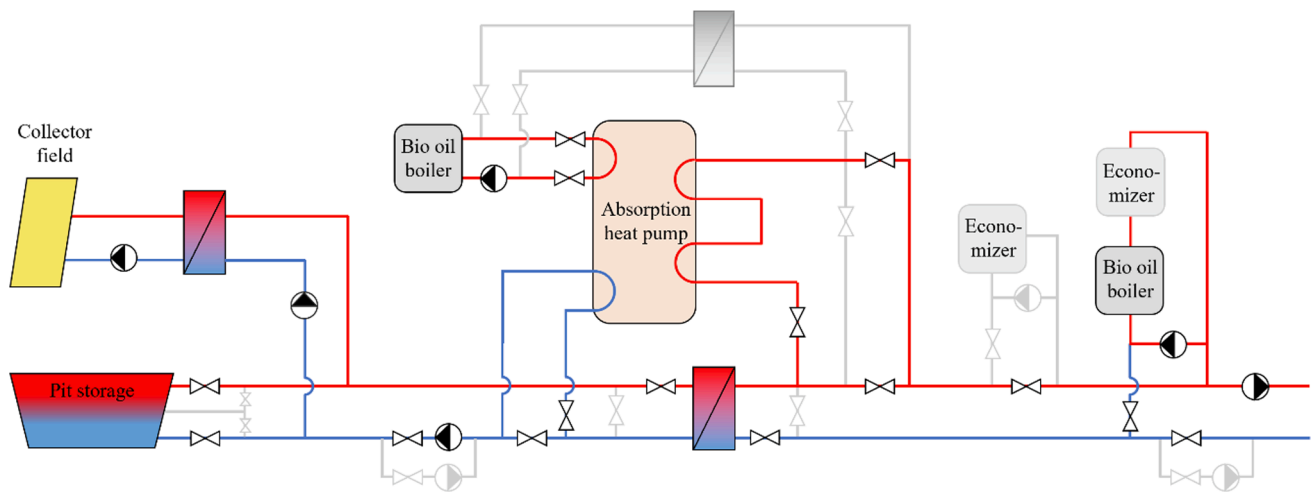 Collector
field
Bio oil
boiler
Absorption
heat pump
Econo-
mizer
Econo-
mizer
Bio oil
boiler
Pit storage